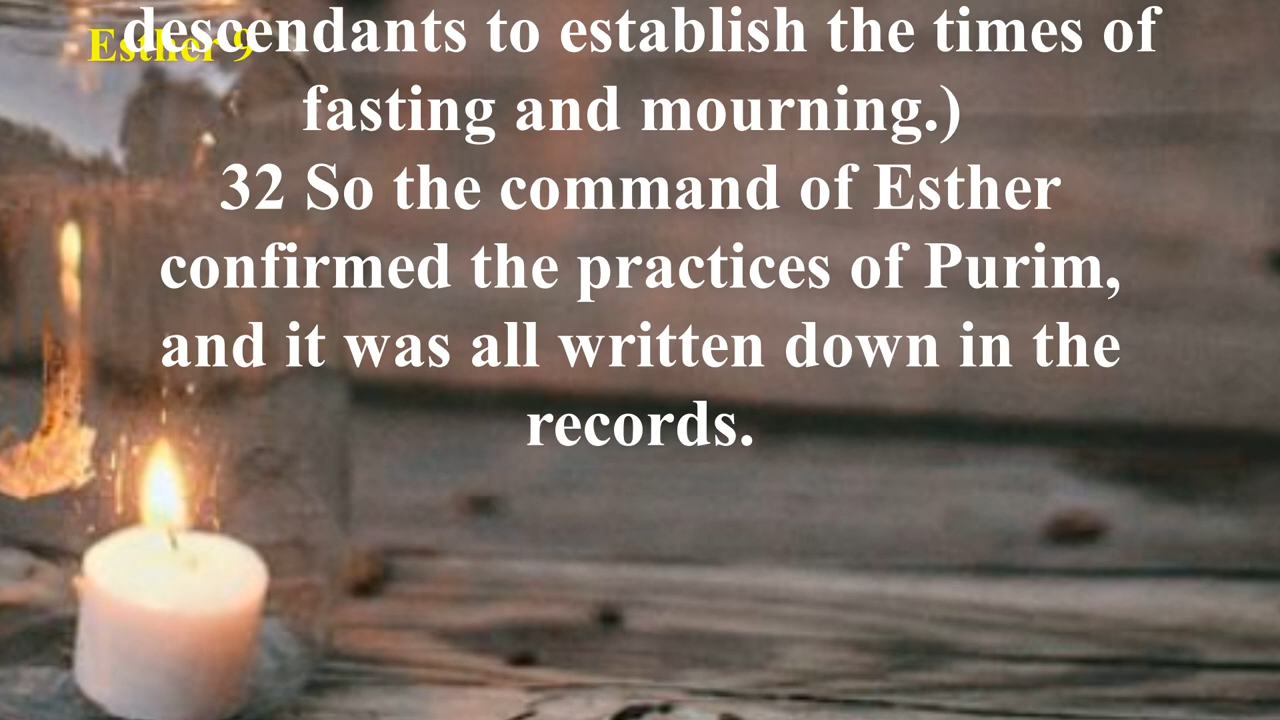 Esther 9
descendants to establish the times of
fasting and mourning.)
32 So the command of Esther
confirmed the practices of Purim,
and it was all written down in the
records.